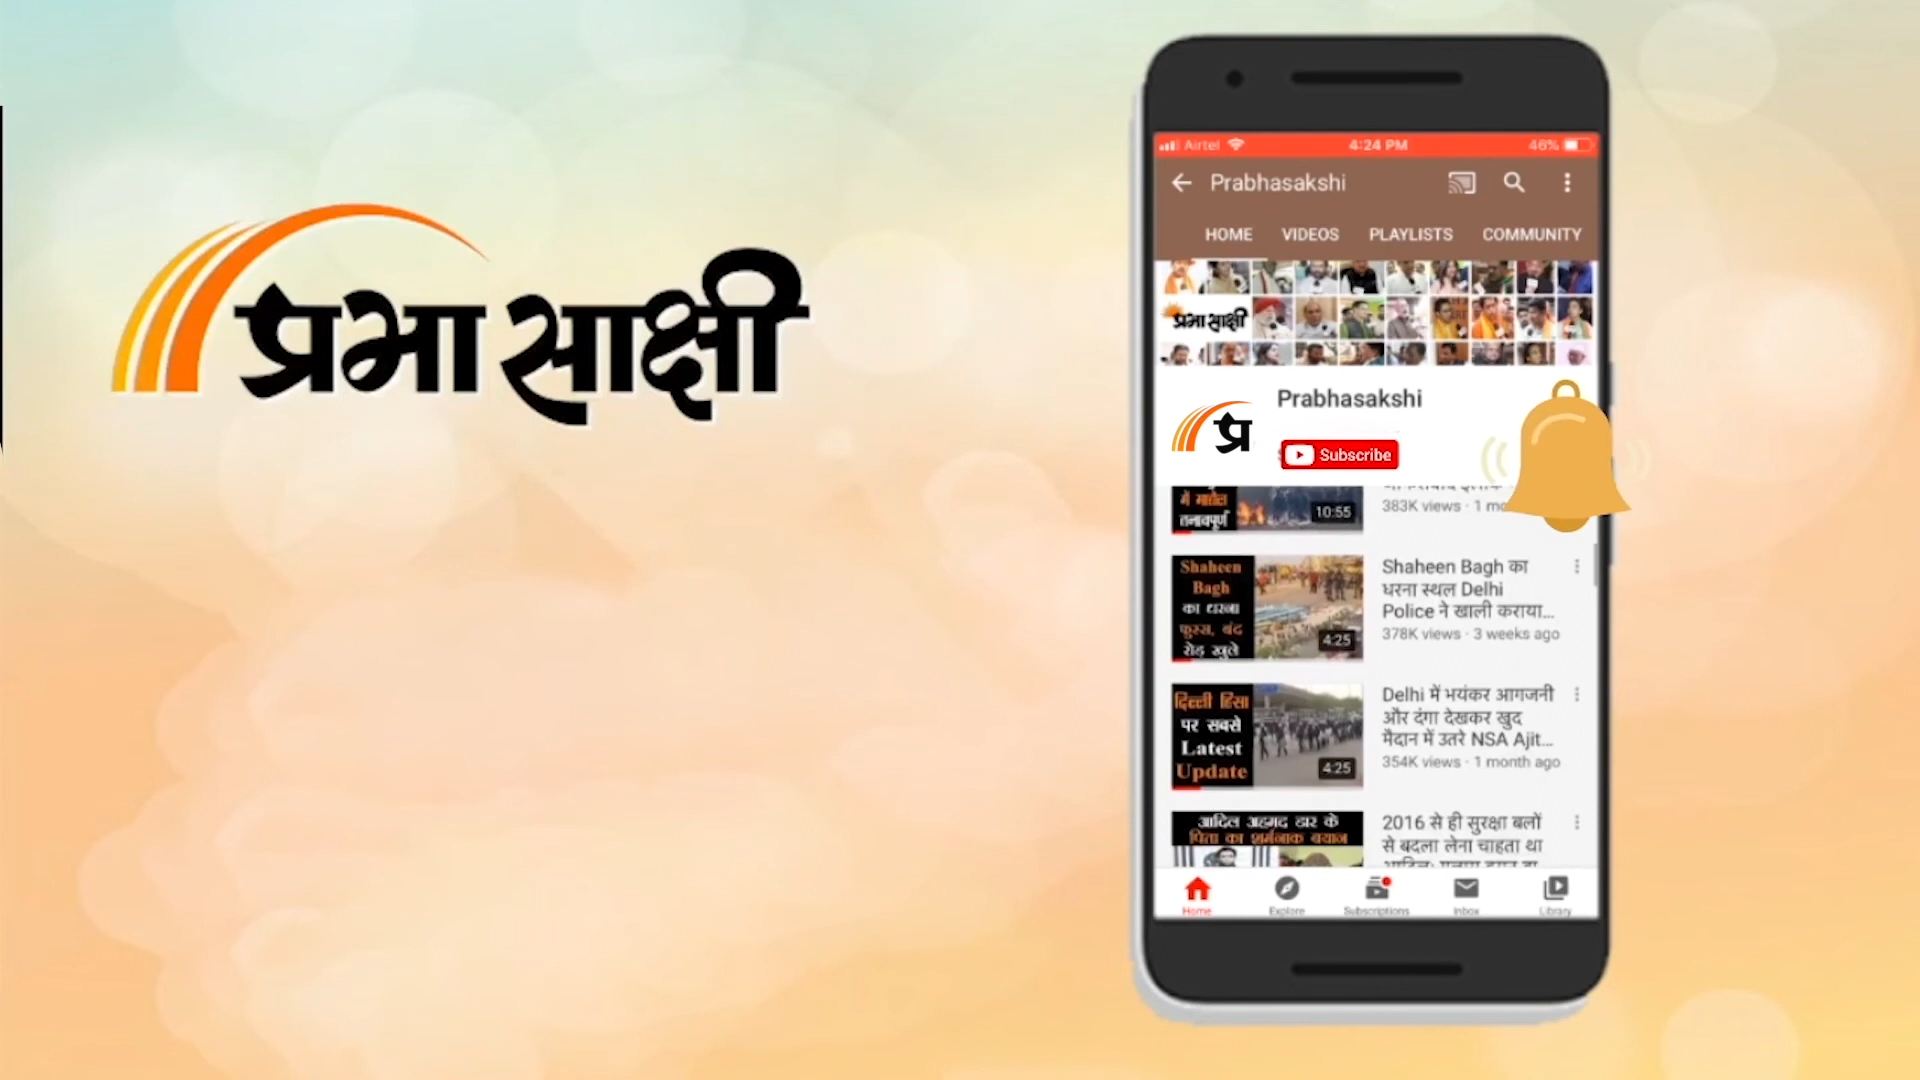 प्रभासाक्षी
Airtel 4:24 PM 46%
Prabhasakshi
HOME VIDEOS PLAYLISTS COMMUNITY
प्रभासाक्षी
Prabhasakshi
प्र
Subscribe
में माहौल
तनावपूर्ण
10:55
383K views · 1 mo
Shaheen
Bagh
का धरना
फुस्स, बंद
रोड़ खुले
4:25
Shaheen Bagh का
धरना स्थल Delhi
Police ने खाली कराया...
378K views · 3 weeks ago
दिल्ली हिंसा
पर सबसे
Latest
Update
4:25
Delhi में भयंकर आगजनी
और दंगा देखकर खुद
मैदान में उतरे NSA Ajit...
354K views · 1 month ago
आदिल अहमद डार के
पिता का शर्मनाक बयान
2016 से ही सुरक्षा बलों
से बदला लेना चाहता था
Home Explore Subscriptions Inbox Library